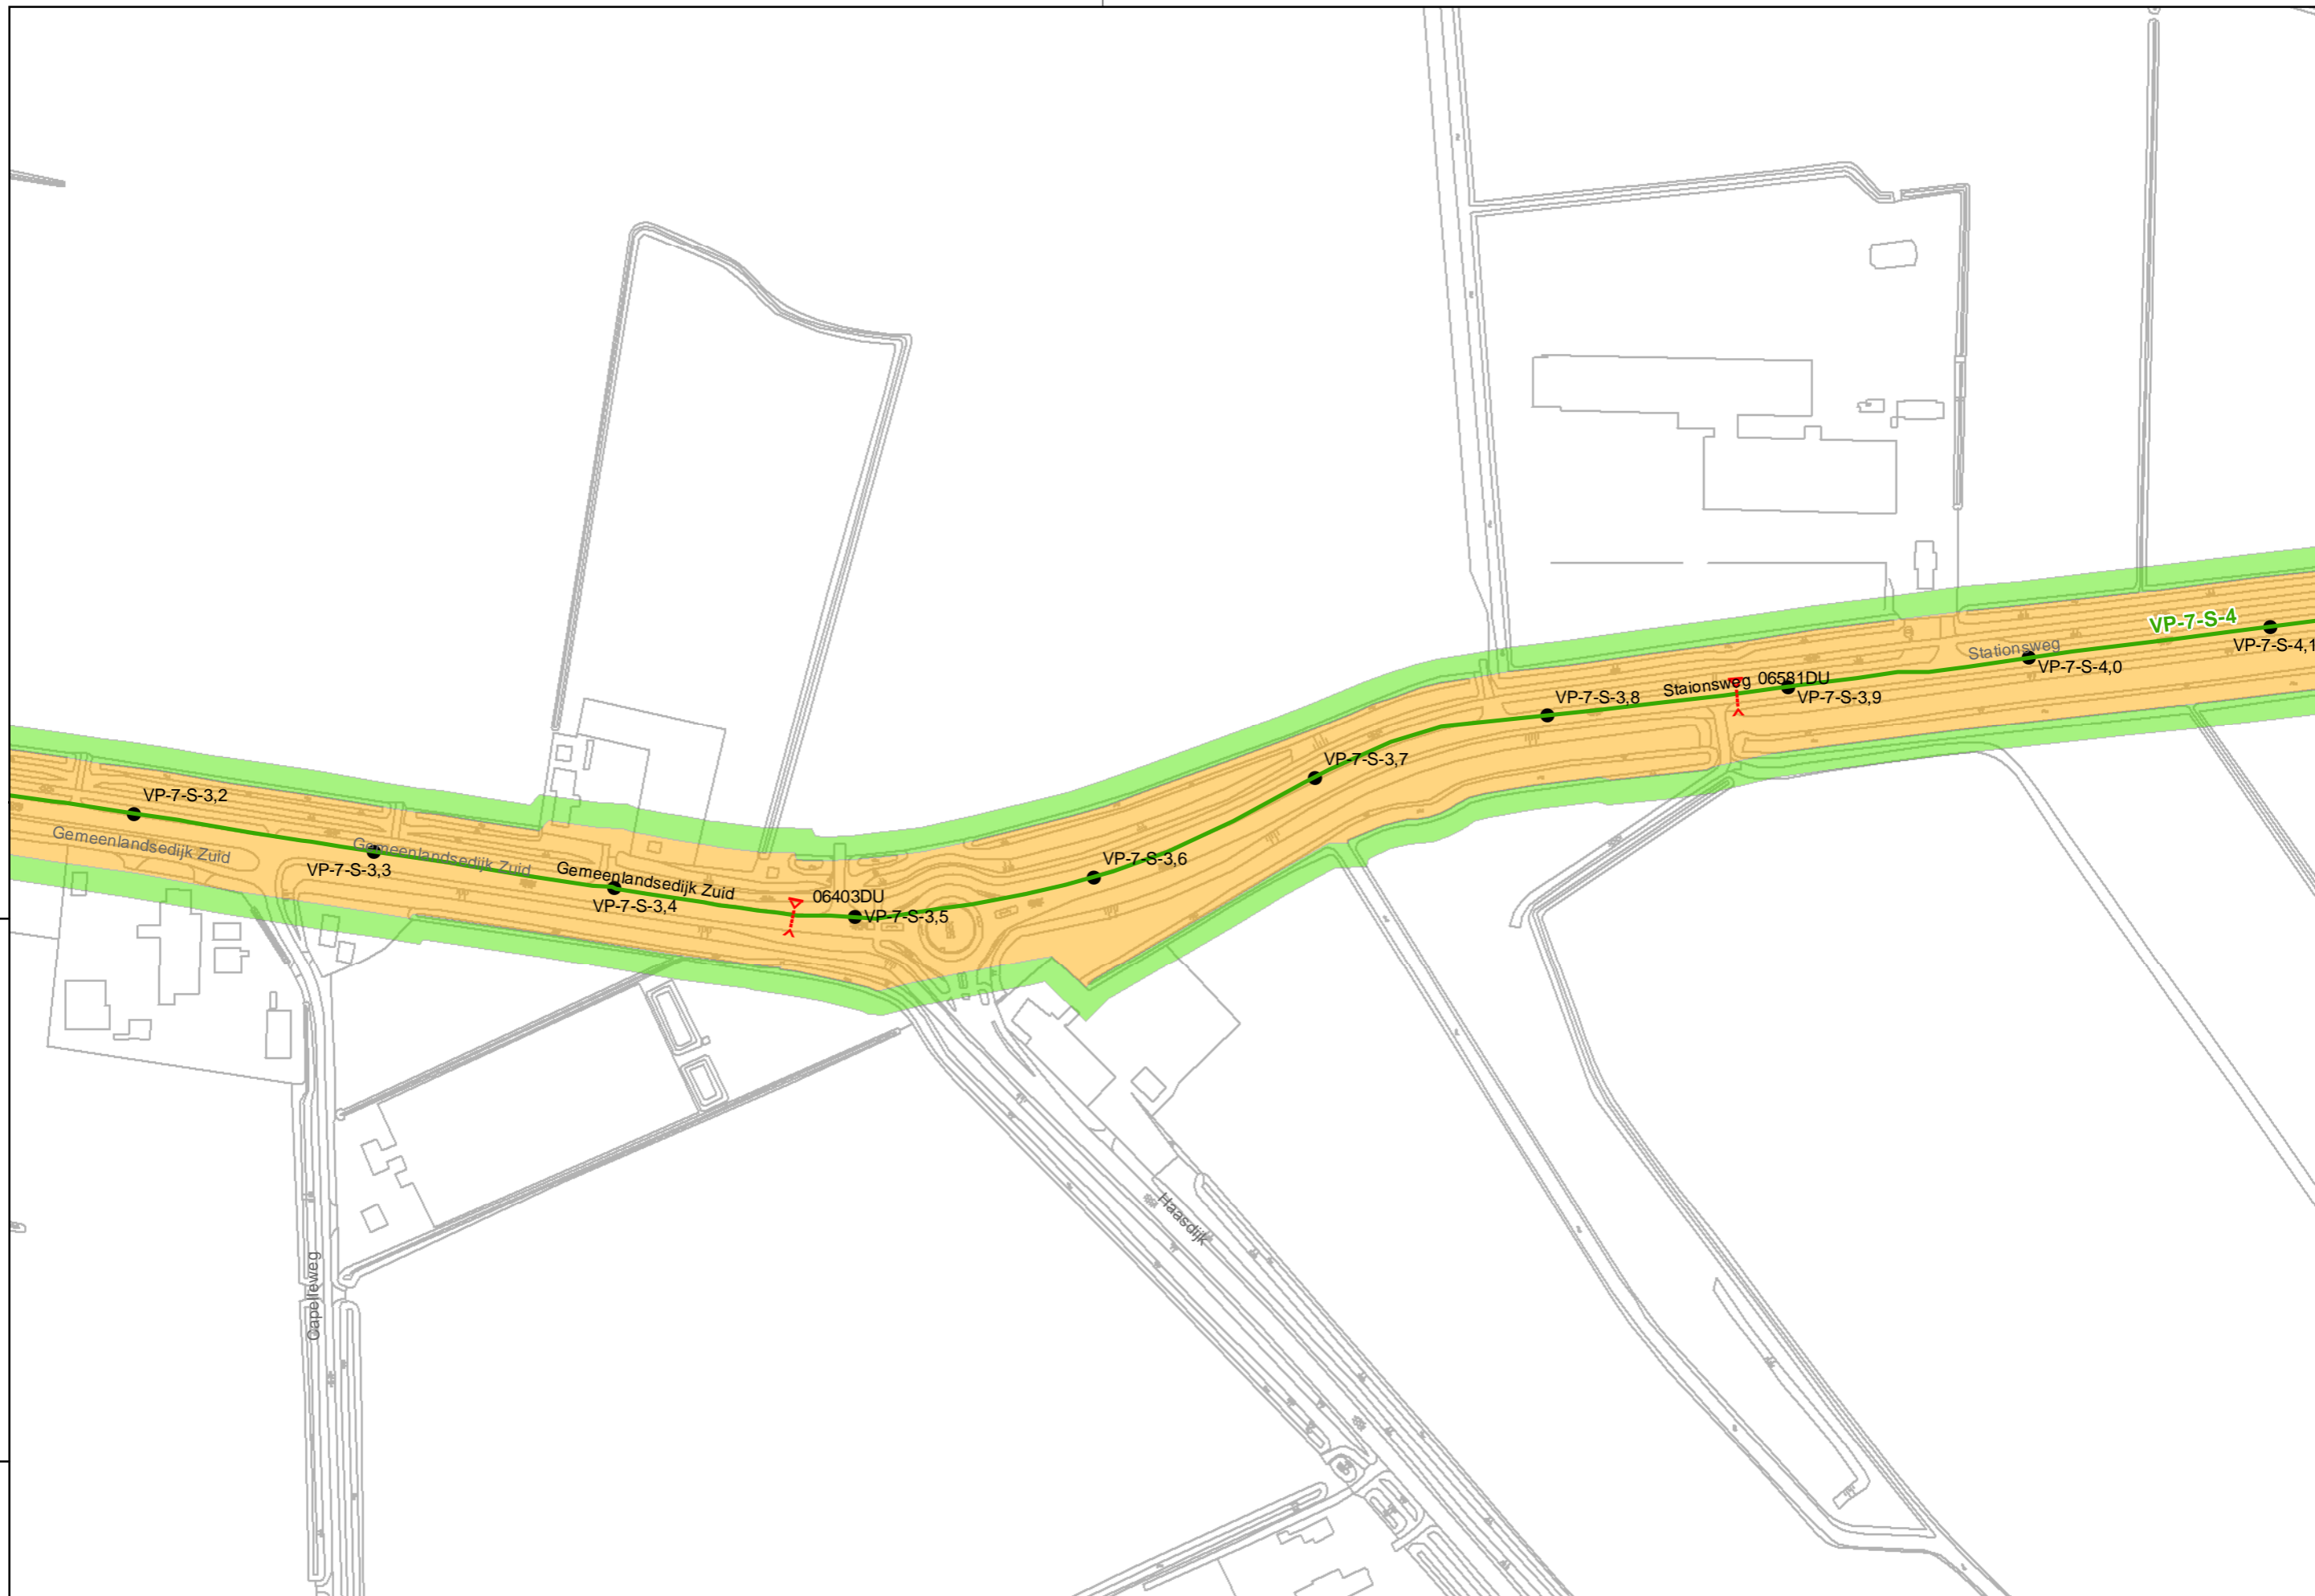 VP-7-S-4
Stationsweg
VP-7-S-4,1
VP-7-S-4,0
Staionsweg
06581DU
VP-7-S-3,9
VP-7-S-3,8
VP-7-S-3,7
VP-7-S-3,2
Gemeenlandsedijk Zuid
Gemeenlandsedijk Zuid
VP-7-S-3,3
Gemeenlandsedijk Zuid
VP-7-S-3,4
06403DU
VP-7-S-3,5
VP-7-S-3,6
Haasdijk
Capelleweg